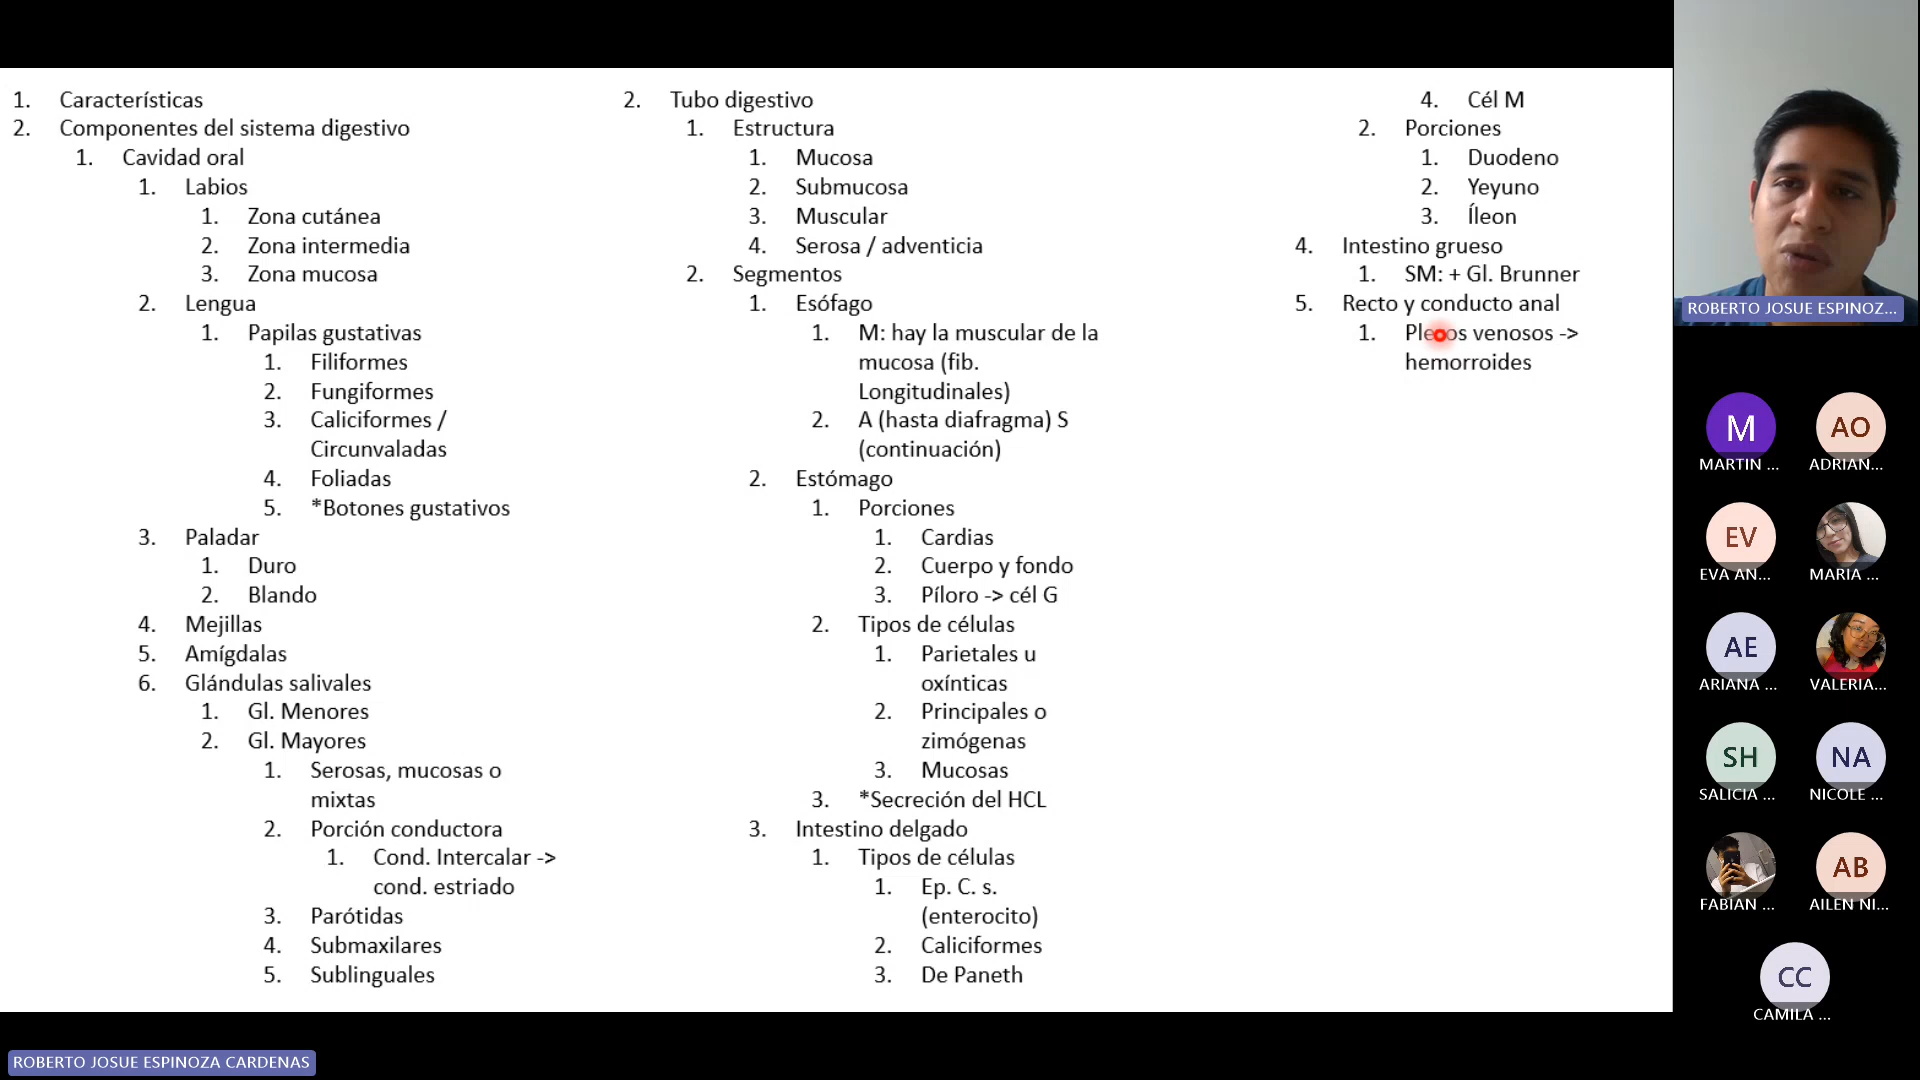 1. Características
2. Componentes del sistema digestivo
1. Cavidad oral
1. Labios
1. Zona cutánea
2. Zona intermedia
3. Zona mucosa
2. Lengua
1. Papilas gustativas
1. Filiformes
2. Fungiformes
3. Caliciformes /
Circunvaladas
4. Foliadas
5. *Botones gustativos
3. Paladar
1. Duro
2. Blando
4. Mejillas
5. Amígdalas
6. Glándulas salivales
1. Gl. Menores
2. Gl. Mayores
1. Serosas, mucosas o
mixtas
2. Porción conductora
1. Cond. Intercalar ->
cond. estriado
3. Parótidas
4. Submaxilares
5. Sublinguales
2. Tubo digestivo
1. Estructura
1. Mucosa
2. Submucosa
3. Muscular
4. Serosa / adventicia
2. Segmentos
1. Esófago
1. M: hay la muscular de la
mucosa (fib.
Longitudinales)
2. A (hasta diafragma) S
(continuación)
2. Estómago
1. Porciones
1. Cardias
2. Cuerpo y fondo
3. Píloro -> cél G
2. Tipos de células
1. Parietales u
oxínticas
2. Principales o
zimógenas
3. Mucosas
3. *Secreción del HCL
3. Intestino delgado
1. Tipos de células
1. Ep. C. s.
(enterocito)
2. Caliciformes
3. De Paneth
4. Cél M
2. Porciones
1. Duodeno
2. Yeyuno
3. Íleon
4. Intestino grueso
1. SM: + Gl. Brunner
5. Recto y conducto anal
1. Plexos venosos ->
hemorroides
ROBERTO JOSUE ESPINOZ...
M
MARTIN ...
AO
ADRIAN...
EV
EVA AN...
MARIA ...
AE
ARIANA ...
VALERIA...
SH
SALICIA ...
NA
NICOLE ...
FABIAN ...
AB
AILEN NI...
CC
CAMILA ...
ROBERTO JOSUE ESPINOZA CARDENAS